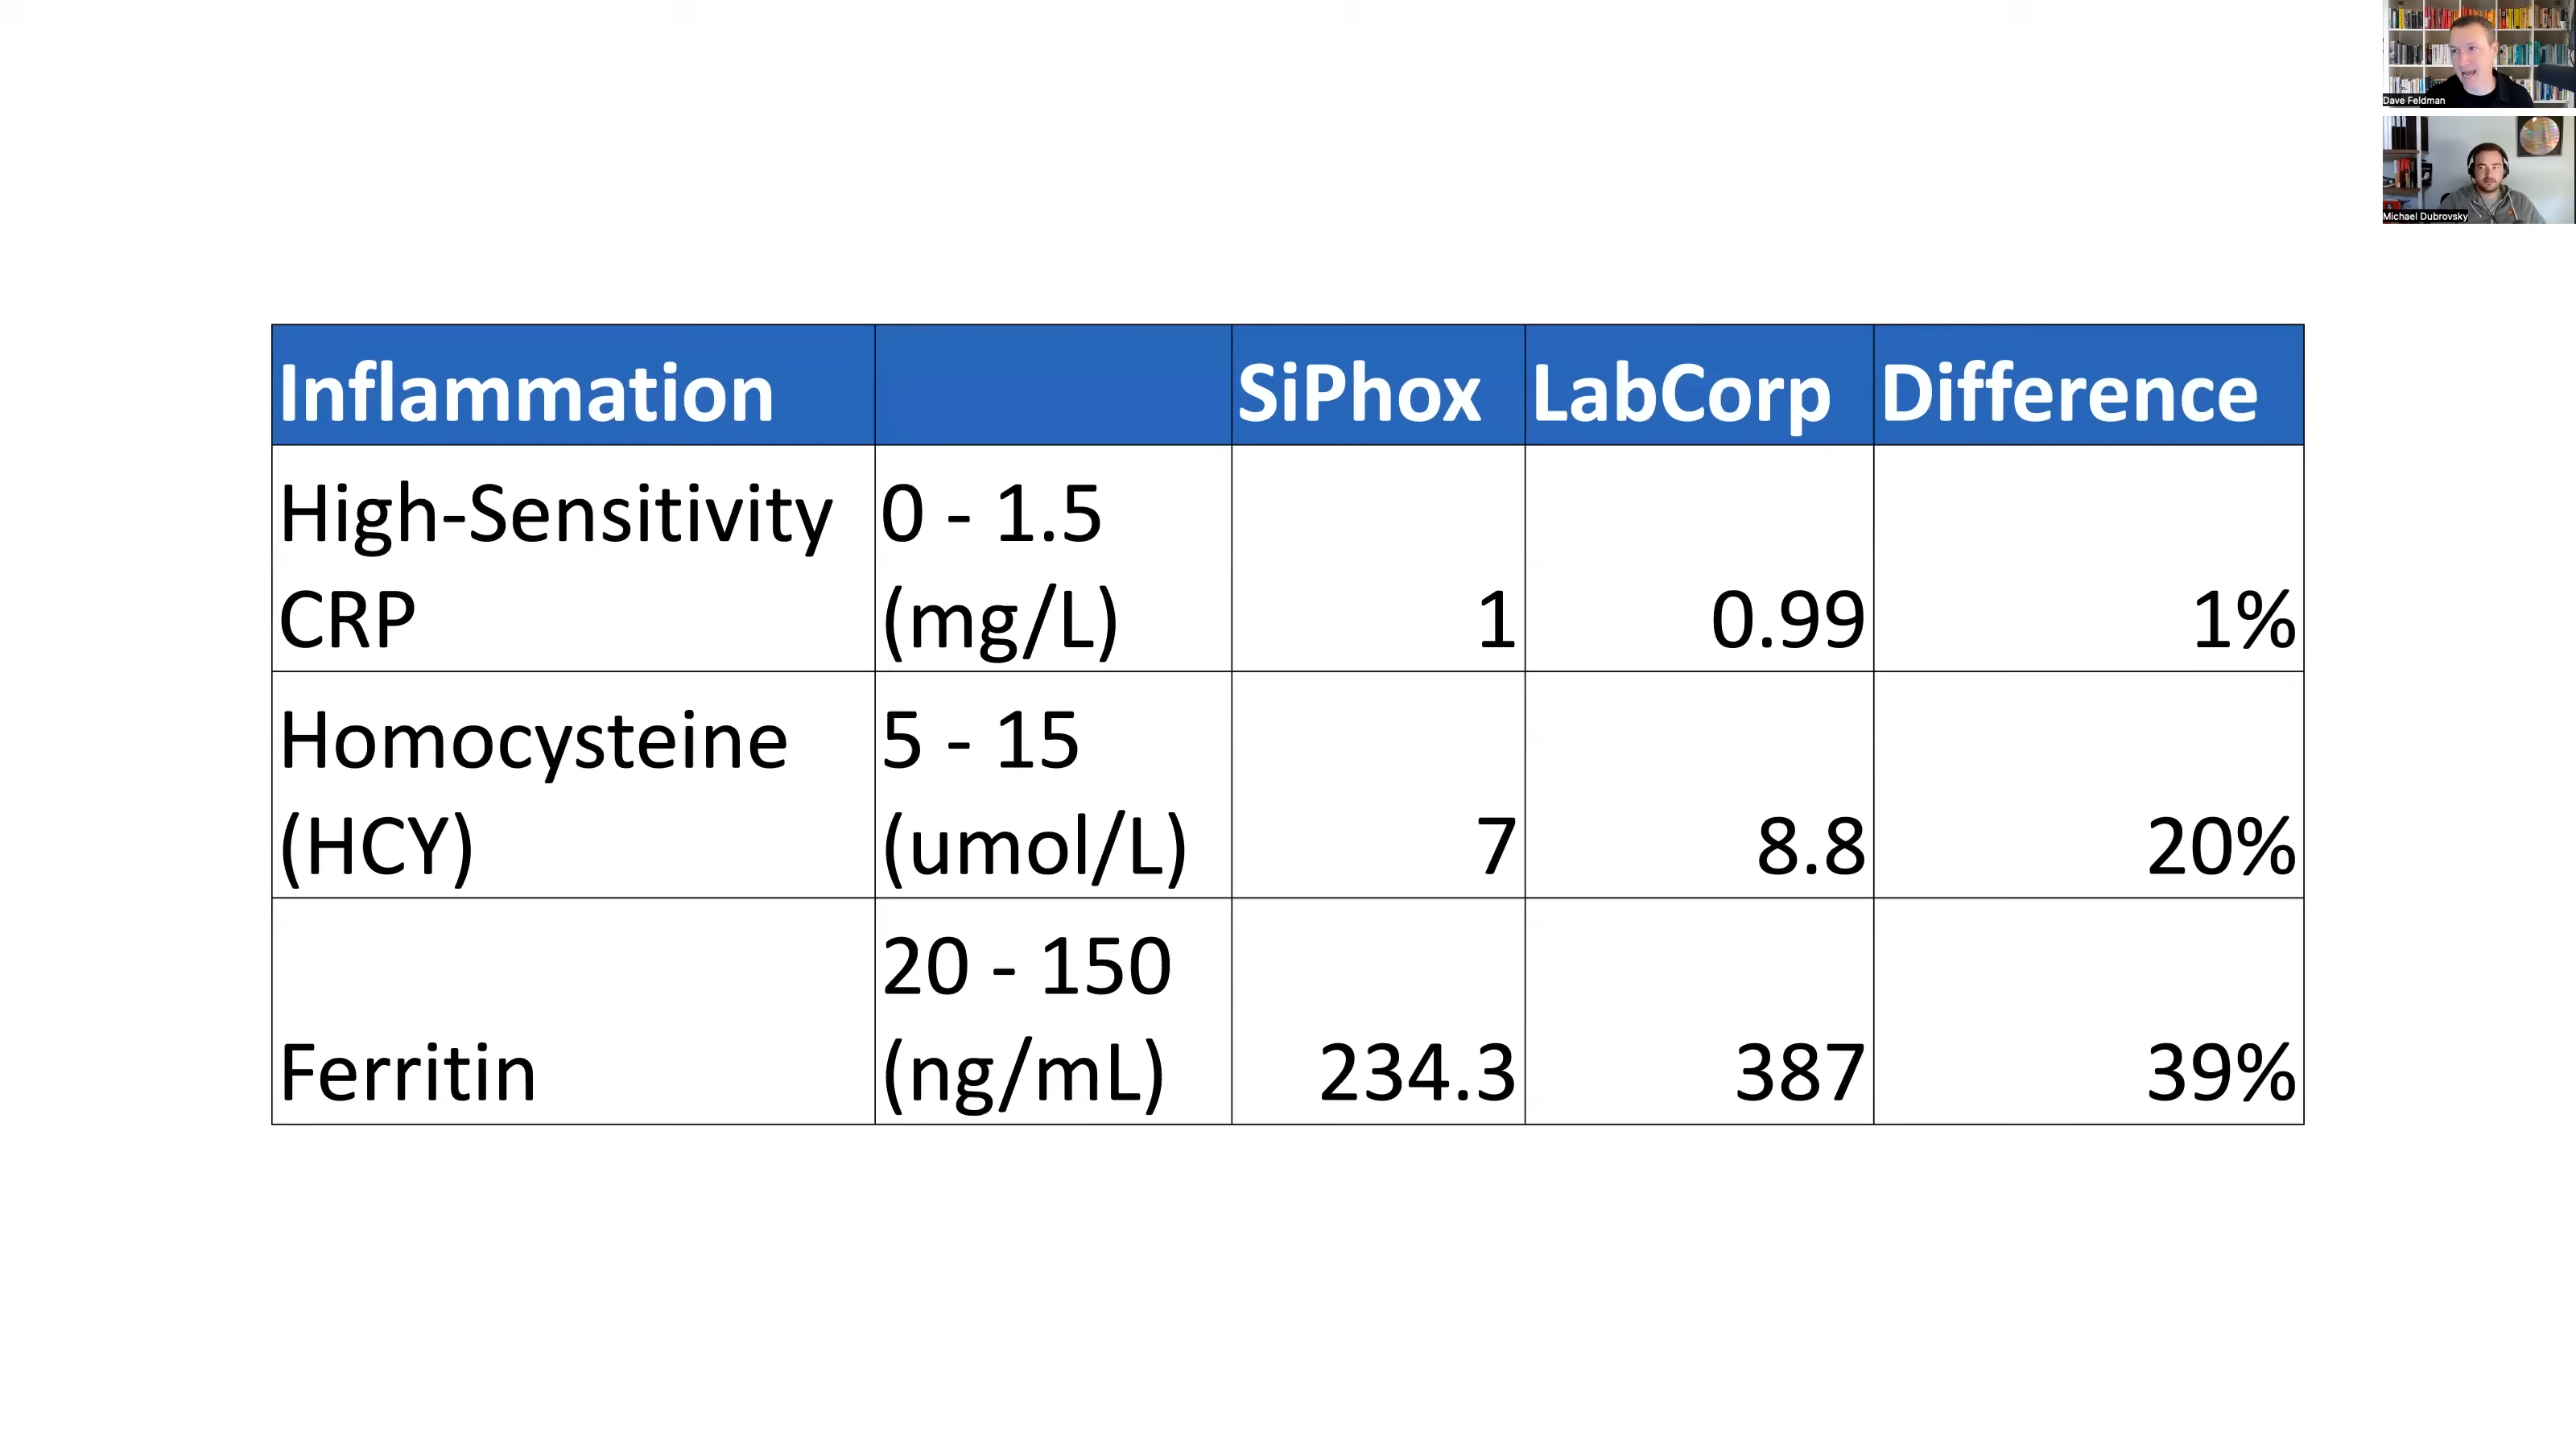 Dave Feldman
Michael Dubrovsky
Inflammation SiPhox LabCorp Difference
High-Sensitivity CRP 0 - 1.5 (mg/L) 1 0.99 1%
Homocysteine (HCY) 5 - 15 (umol/L) 7 8.8 20%
Ferritin 20 - 150 (ng/mL) 234.3 387 39%